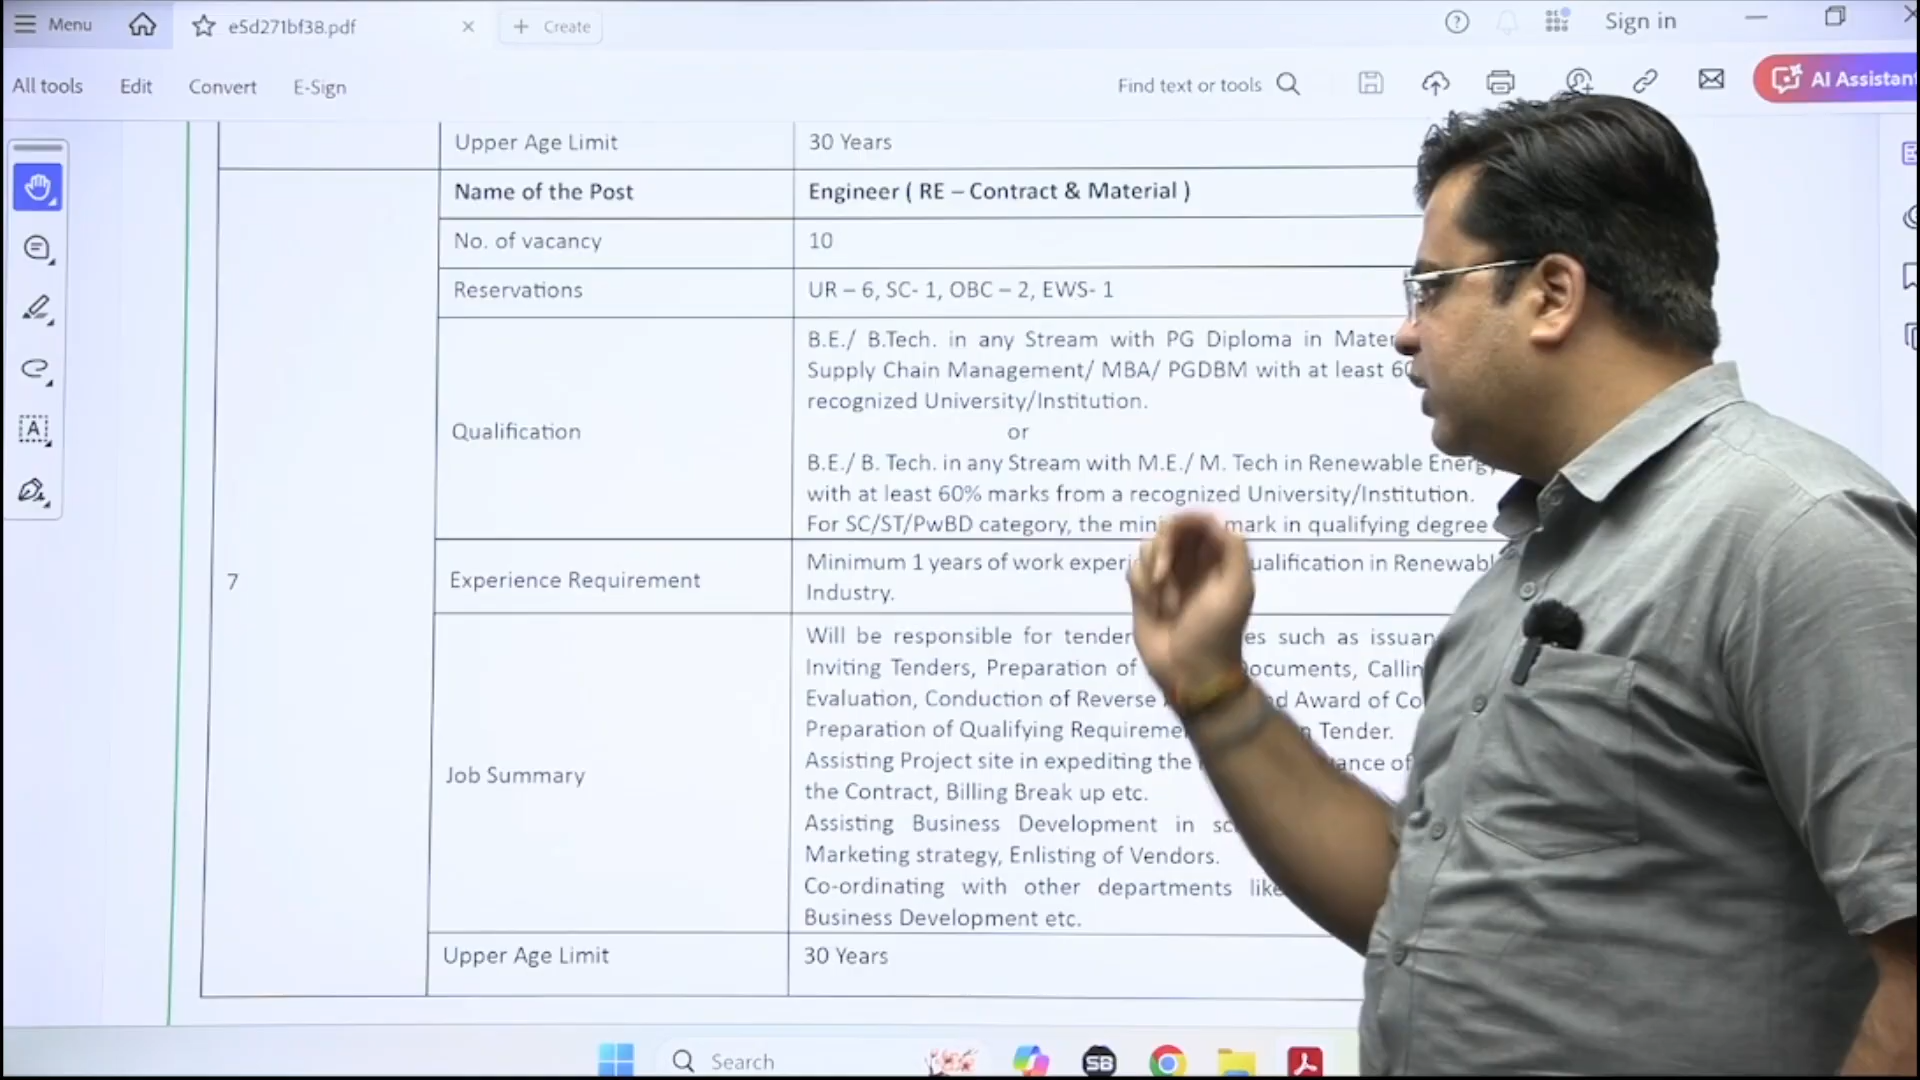 Menu
e5d271bf38.pdf
Create
Sign in
All tools
Edit
Convert
E-Sign
Find text or tools
AI Assistant
Upper Age Limit
30 Years
Name of the Post
Engineer ( RE – Contract & Material )
No. of vacancy
10
Reservations
UR – 6, SC- 1, OBC – 2, EWS- 1
7
Qualification
B.E./ B.Tech. in any Stream with PG Diploma in
Supply Chain Management/ MBA/ PGDBM with at least
recognized University/Institution.
or
B.E./ B. Tech. in any Stream with M.E./ M. Tech in Renewable Energy
with at least 60% marks from a recognized University/Institution.
For SC/ST/PwBD category, the mark in qualifying degree
Experience Requirement
Minimum 1 years of work in
Industry.
Job Summary
Will be responsible for such as
Inviting Tenders, Preparation of
Evaluation, Conduction of Reverse Award of
Preparation of Qualifying Tender.
Assisting Project site in expediting the of
the Contract, Billing Break up etc.
Assisting Business Development in
Marketing strategy, Enlisting of Vendors.
Co-ordinating with other departments
Business Development etc.
Upper Age Limit
30 Years
Search
SB